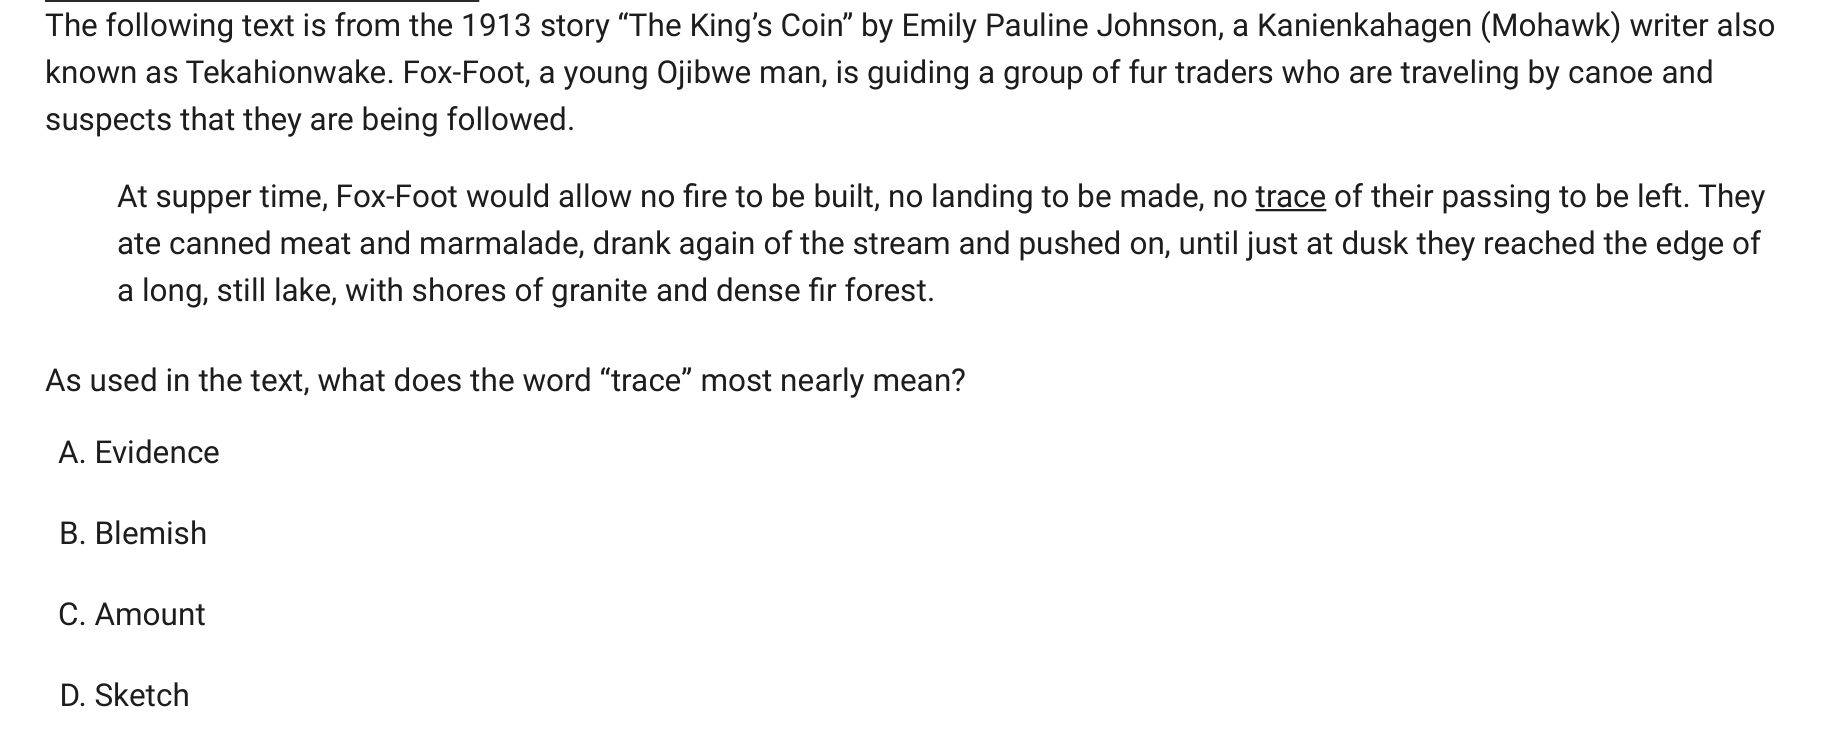 The following text is from the 1913 story “The King’s Coin” by Emily Pauline Johnson, a Kanienkahagen (Mohawk) writer also
known as Tekahionwake. Fox-Foot, a young Ojibwe man, is guiding a group of fur traders who are traveling by canoe and
suspects that they are being followed.
At supper time, Fox-Foot would allow no fire to be built, no landing to be made, no trace of their passing to be left. They
ate canned meat and marmalade, drank again of the stream and pushed on, until just at dusk they reached the edge of
a long, still lake, with shores of granite and dense fir forest.
As used in the text, what does the word “trace” most nearly mean?
A. Evidence
B. Blemish
C. Amount
D. Sketch